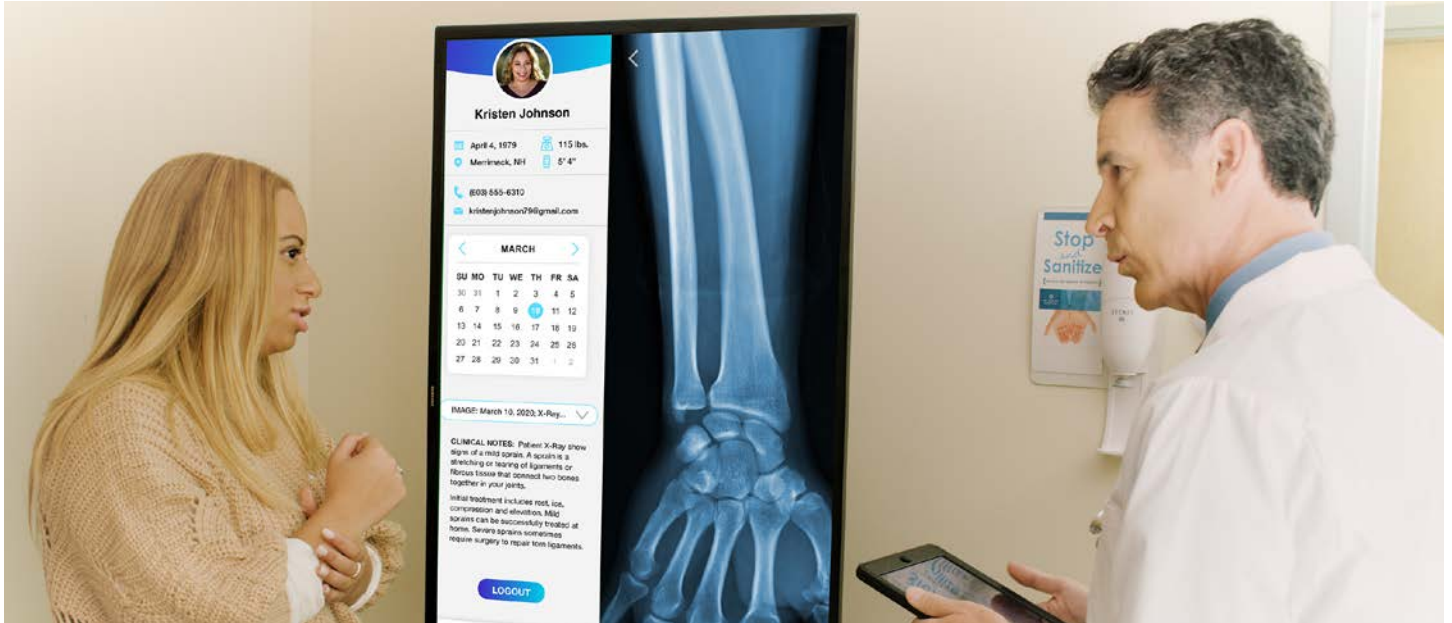 Kristen Johnson
April 4, 1979 115 lbs.
Merrimack, NH 5' 4"
(603) 555-6310
kristenjohnson79@gmail.com
MARCH
SU MO TU WE TH FR SA
30 31 1 2 3 4 5
6 7 8 9 10 11 12
13 14 15 16 17 18 19
20 21 22 23 24 25 26
27 28 29 30 31 1 2
IMAGE: March 10, 2020; X-Ray...
CLINICAL NOTES: Patient X-Ray show
signs of a mild sprain. A sprain is a
stretching or tearing of ligaments or
fibrous tissue that connect two bones
together in your joints.
Initial treatment includes rest, ice,
compression and elevation. Mild
sprains can be successfully treated at
home. Severe sprains sometimes
require surgery to repair torn ligaments.
LOGOUT
Stop
and
Sanitize